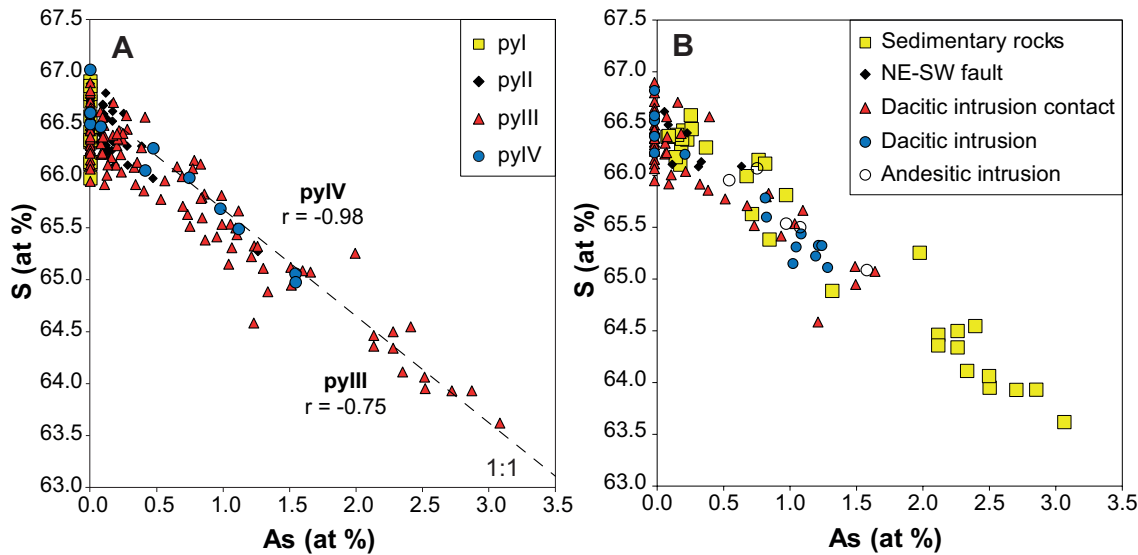 A
67.5
67.0
66.5
66.0
65.5
65.0
64.5
64.0
63.5
63.0
S (at %)
0.0 0.5 1.0 1.5 2.0 2.5 3.0 3.5
As (at %)
pyI
pyII
pyIII
pyIV
pyIV
r = -0.98
pyIII
r = -0.75
1:1
B
67.5
67.0
66.5
66.0
65.5
65.0
64.5
64.0
63.5
63.0
S (at %)
0.0 0.5 1.0 1.5 2.0 2.5 3.0 3.5
As (at %)
Sedimentary rocks
NE-SW fault
Dacitic intrusion contact
Dacitic intrusion
Andesitic intrusion